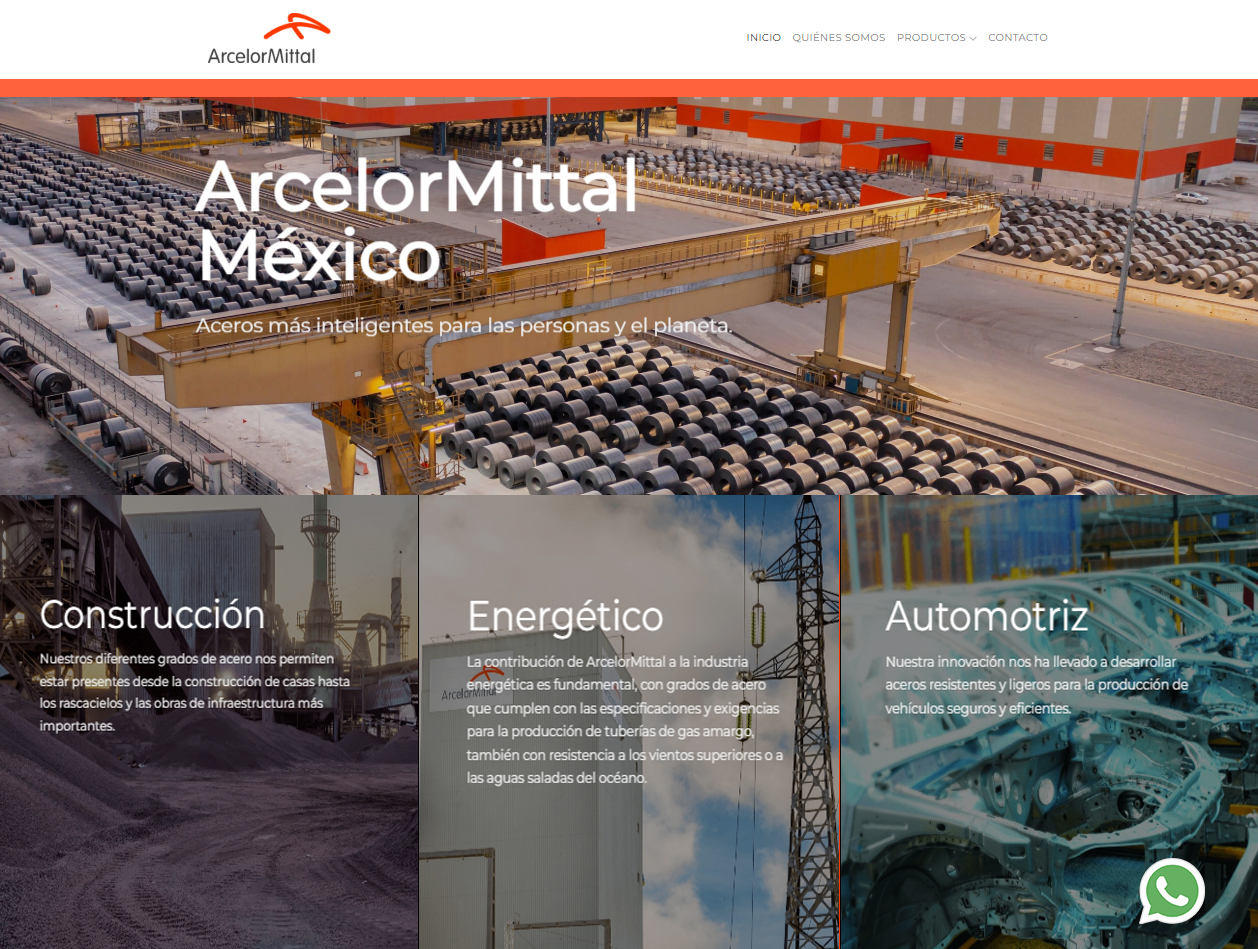 ArcelorMittal
INICIO QUIÉNES SOMOS PRODUCTOS CONTACTO
ArcelorMittal
México
Aceros más inteligentes para las personas y el planeta.
Construcción
Nuestros diferentes grados de acero nos permiten
estar presentes desde la construcción de casas hasta
los rascacielos y las obras de infraestructura más
importantes.
Energético
La contribución de ArcelorMittal a la industria
energética es fundamental, con grados de acero
que cumplen con las especificaciones y exigencias
para la producción de tuberías de gas amargo,
también con resistencia a los vientos superiores o a
las aguas saladas del océano.
ArcelorMittal
Automotriz
Nuestra innovación nos ha llevado a desarrollar
aceros resistentes y ligeros para la producción de
vehículos seguros y eficientes.